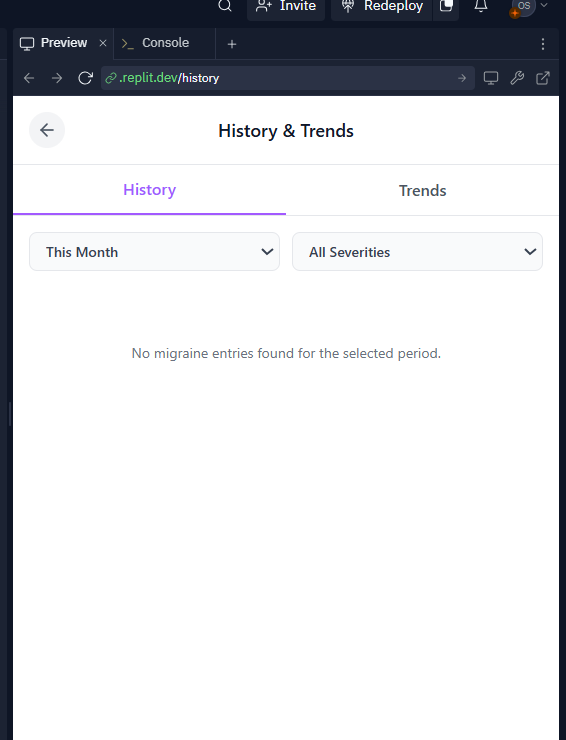 Invite Redeploy OS
Preview × >_ Console +
.replit.dev/history
History & Trends
History Trends
This Month All Severities
No migraine entries found for the selected period.